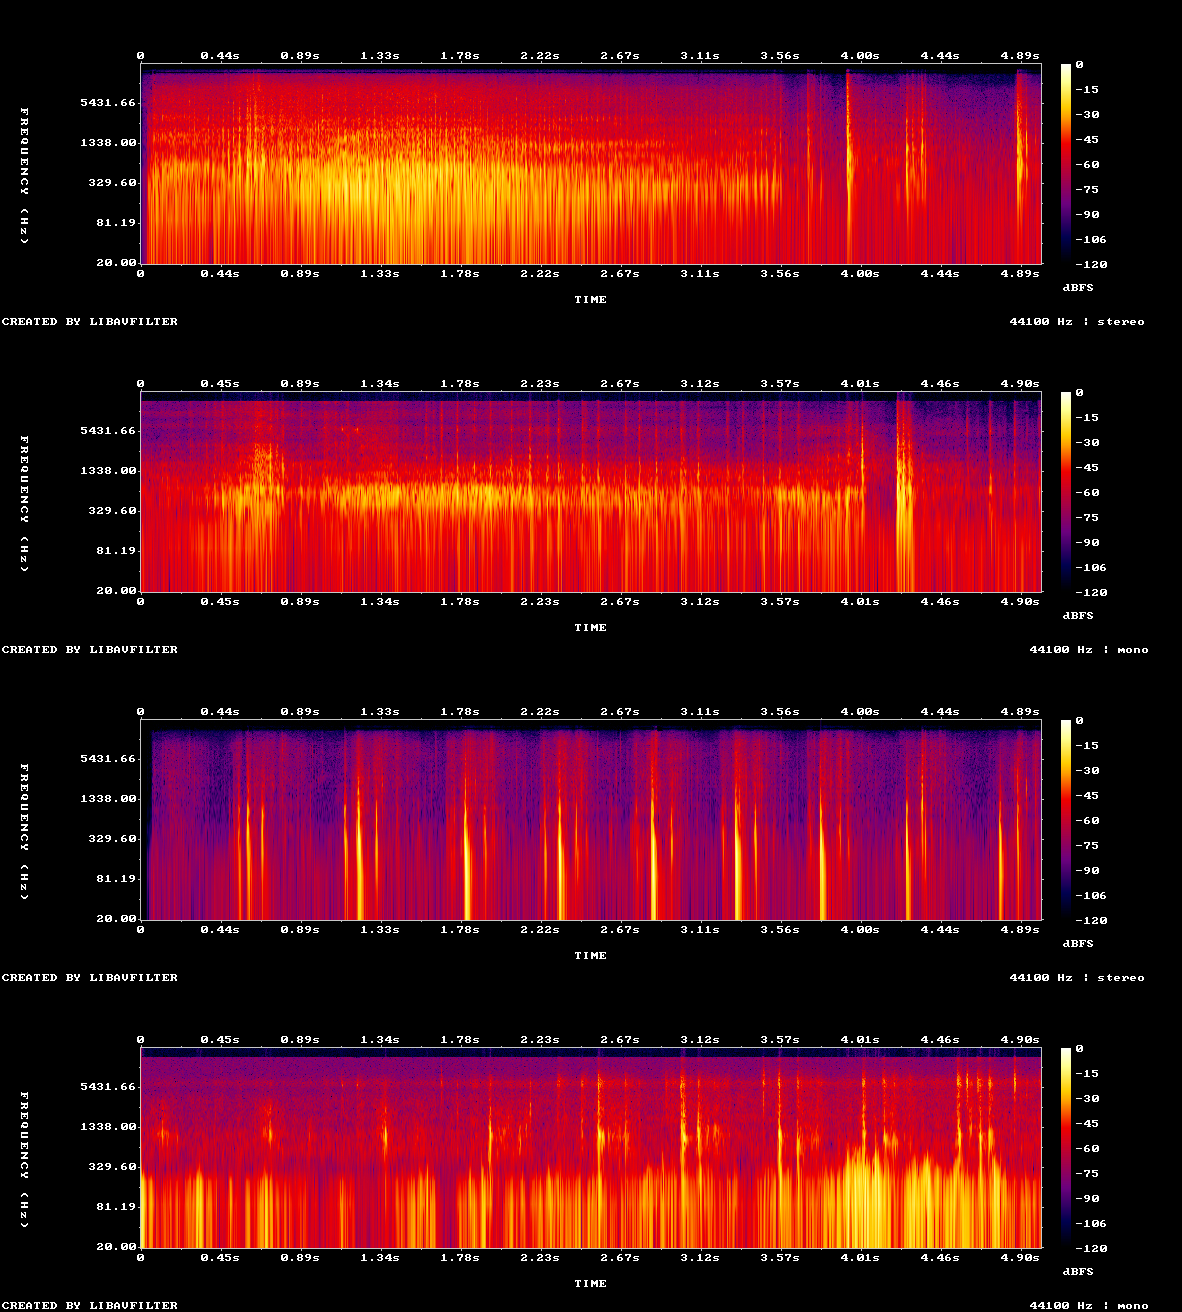 0 0.44s 0.89s 1.33s 1.78s 2.22s 2.67s 3.11s 3.56s 4.00s 4.44s 4.89s
FREQUENCY (Hz)
5431.66
1338.00
329.60
81.19
20.00
0
-15
-30
-45
-60
-75
-90
-106
-120
0 0.44s 0.89s 1.33s 1.78s 2.22s 2.67s 3.11s 3.56s 4.00s 4.44s 4.89s
dBFS
TIME
CREATED BY LIBAVFILTER 44100 Hz | stereo
0 0.45s 0.89s 1.34s 1.78s 2.23s 2.67s 3.12s 3.57s 4.01s 4.46s 4.90s
FREQUENCY (Hz)
5431.66
1338.00
329.60
81.19
20.00
0
-15
-30
-45
-60
-75
-90
-106
-120
0 0.45s 0.89s 1.34s 1.78s 2.23s 2.67s 3.12s 3.57s 4.01s 4.46s 4.90s
dBFS
TIME
CREATED BY LIBAVFILTER 44100 Hz | mono
0 0.44s 0.89s 1.33s 1.78s 2.22s 2.67s 3.11s 3.56s 4.00s 4.44s 4.89s
FREQUENCY (Hz)
5431.66
1338.00
329.60
81.19
20.00
0
-15
-30
-45
-60
-75
-90
-106
-120
0 0.44s 0.89s 1.33s 1.78s 2.22s 2.67s 3.11s 3.56s 4.00s 4.44s 4.89s
dBFS
TIME
CREATED BY LIBAVFILTER 44100 Hz | stereo
0 0.45s 0.89s 1.34s 1.78s 2.23s 2.67s 3.12s 3.57s 4.01s 4.46s 4.90s
FREQUENCY (Hz)
5431.66
1338.00
329.60
81.19
20.00
0
-15
-30
-45
-60
-75
-90
-106
-120
0 0.45s 0.89s 1.34s 1.78s 2.23s 2.67s 3.12s 3.57s 4.01s 4.46s 4.90s
dBFS
TIME
CREATED BY LIBAVFILTER 44100 Hz | mono